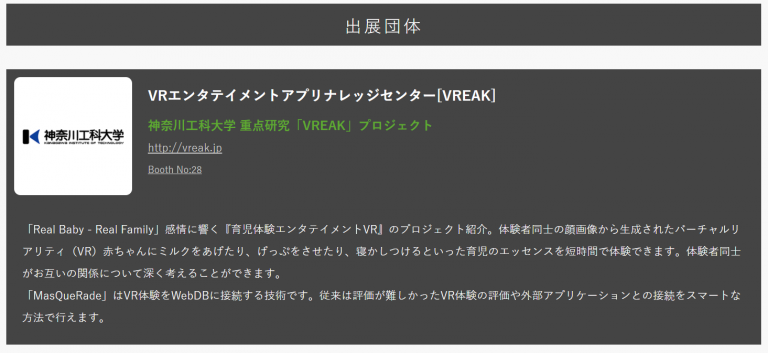 出展団体
神奈川工科大学
KANAGAWA INSTITUTE OF TECHNOLOGY
VRエンタテイメントアプリナレッジセンター[VREAK]
神奈川工科大学 重点研究「VREAK」プロジェクト
http://vreak.jp
Booth No:28
「Real Baby - Real Family」感情に響く『育児体験エンタテイメントVR』のプロジェクト紹介。体験者同士の顔画像から生成されたバーチャルリ
アリティ（VR）赤ちゃんにミルクをあげたり、げっぷをさせたり、寝かしつけるといった育児のエッセンスを短時間で体験できます。体験者同士
がお互いの関係について深く考えることができます。
「MasQueRade」はVR体験をWebDBに接続する技術です。従来は評価が難しかったVR体験の評価や外部アプリケーションとの接続をスマートな
方法で行えます。